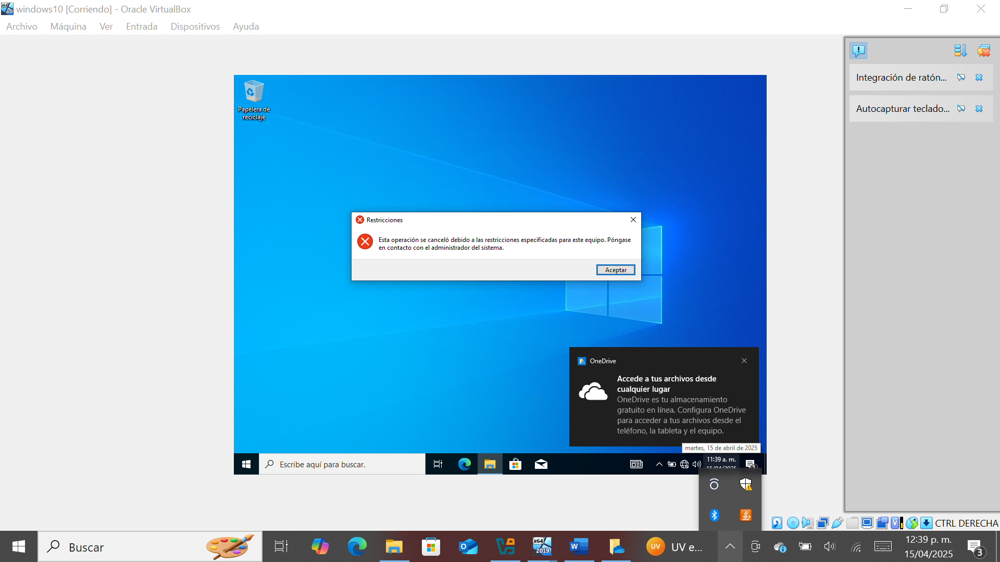 windows10 [Corriendo] - Oracle VirtualBox
Archivo Máquina Ver Entrada Dispositivos Ayuda
Integración de ratón...
Autocapturar teclado...
Papelera de
reciclaje
Restricciones
Esta operación se canceló debido a las restricciones especificadas para este equipo. Póngase
en contacto con el administrador del sistema.
Aceptar
OneDrive
Accede a tus archivos desde
cualquier lugar
OneDrive es tu almacenamiento
gratuito en línea. Configura OneDrive
para acceder a tus archivos desde el
teléfono, la tableta y el equipo.
martes, 15 de abril de 2025
Escribe aquí para buscar.
11:39 a. m.
15/04/2025
CTRL DERECHA
Buscar
x64
2019
UV
UV e...
12:39 p. m.
15/04/2025
3